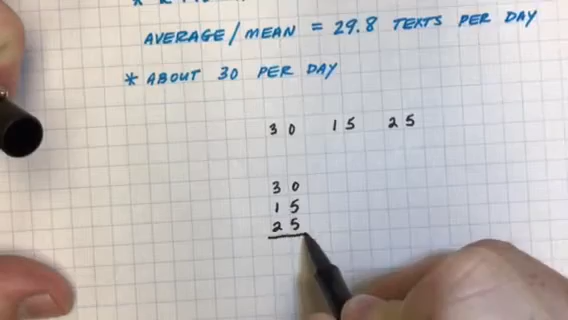 AVERAGE/MEAN = 29.8 TEXTS PER DAY
* ABOUT 30 PER DAY
30 15 25
30
15
25